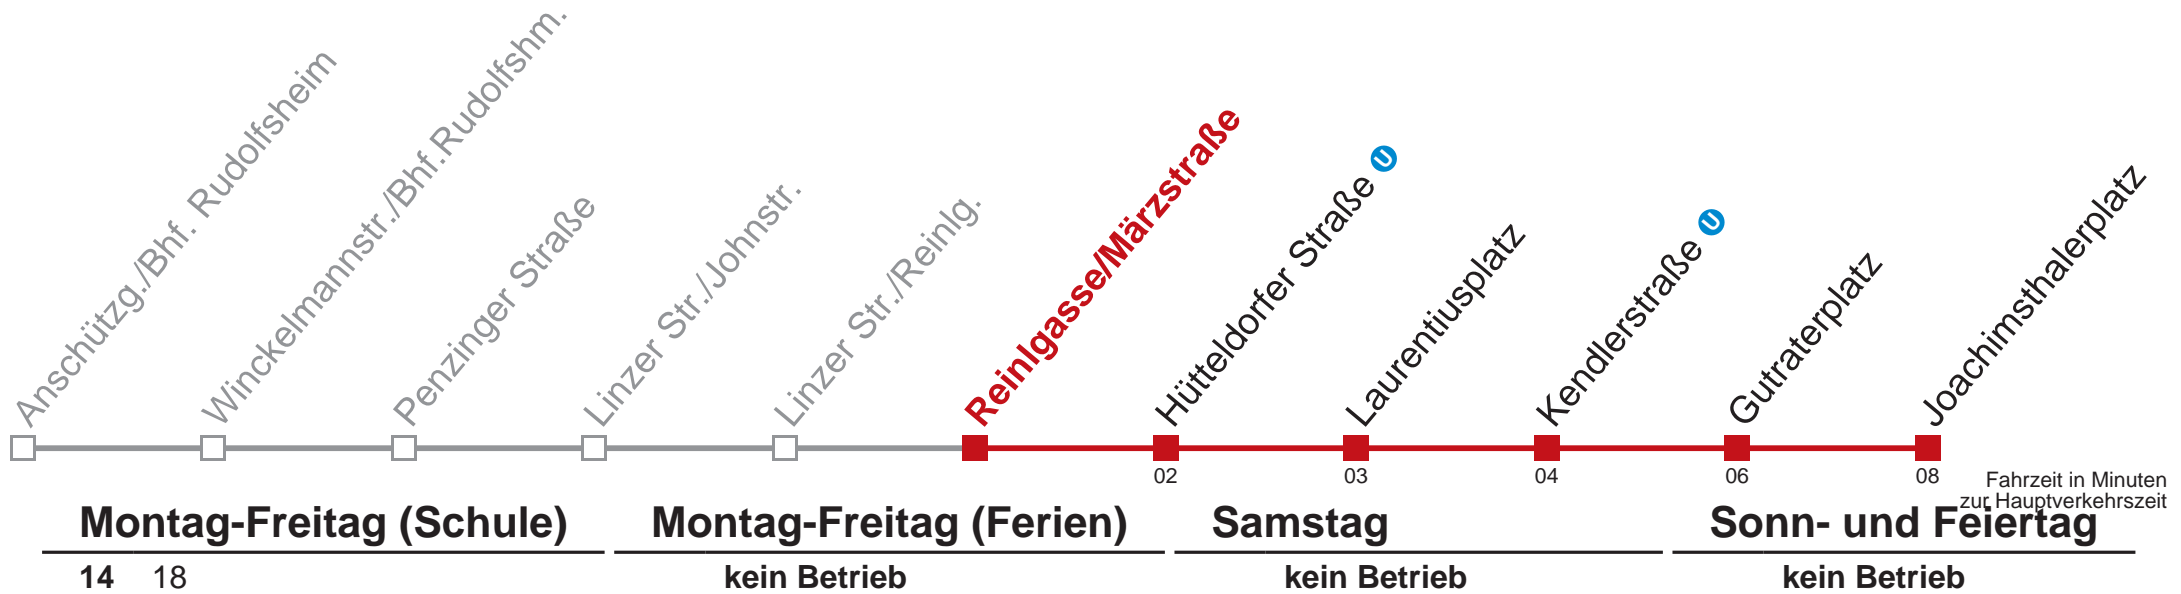 Anschützg./Bhf. Rudolfsheim
Winckelmannstr./Bhf.Rudolfshm.
Penzinger Straße
Linzer Str./Johnstr.
Linzer Str./Reinlg.
Reinlgasse/Märzstraße
Hütteldorfer Straße U
Laurentiusplatz
Kendlerstraße U
Gutraterplatz
Joachimsthalerplatz
02 03 04 06 08
Fahrzeit in Minuten
zur Hauptverkehrszeit
Montag-Freitag (Schule) Montag-Freitag (Ferien) Samstag Sonn- und Feiertag
14 18 kein Betrieb kein Betrieb kein Betrieb